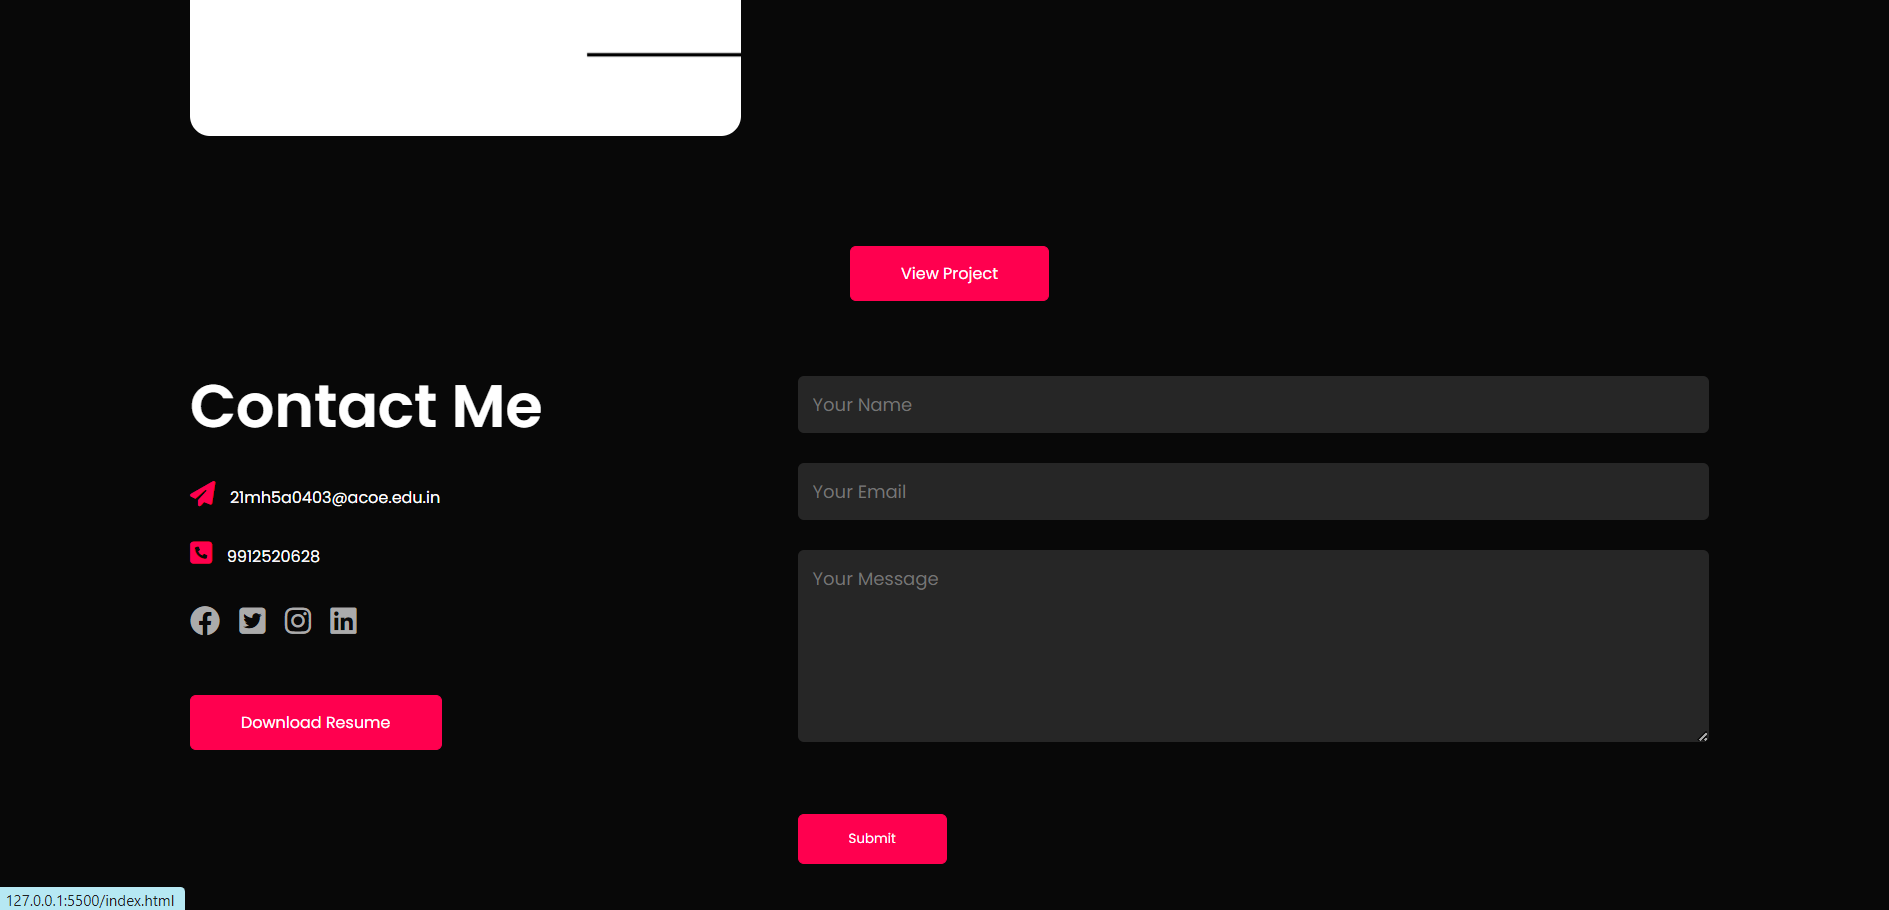 View Project
Contact Me
21mh5a0403@acoe.edu.in
9912520628
Download Resume
Your Name
Your Email
Your Message
Submit
127.0.0.1:5500/index.html